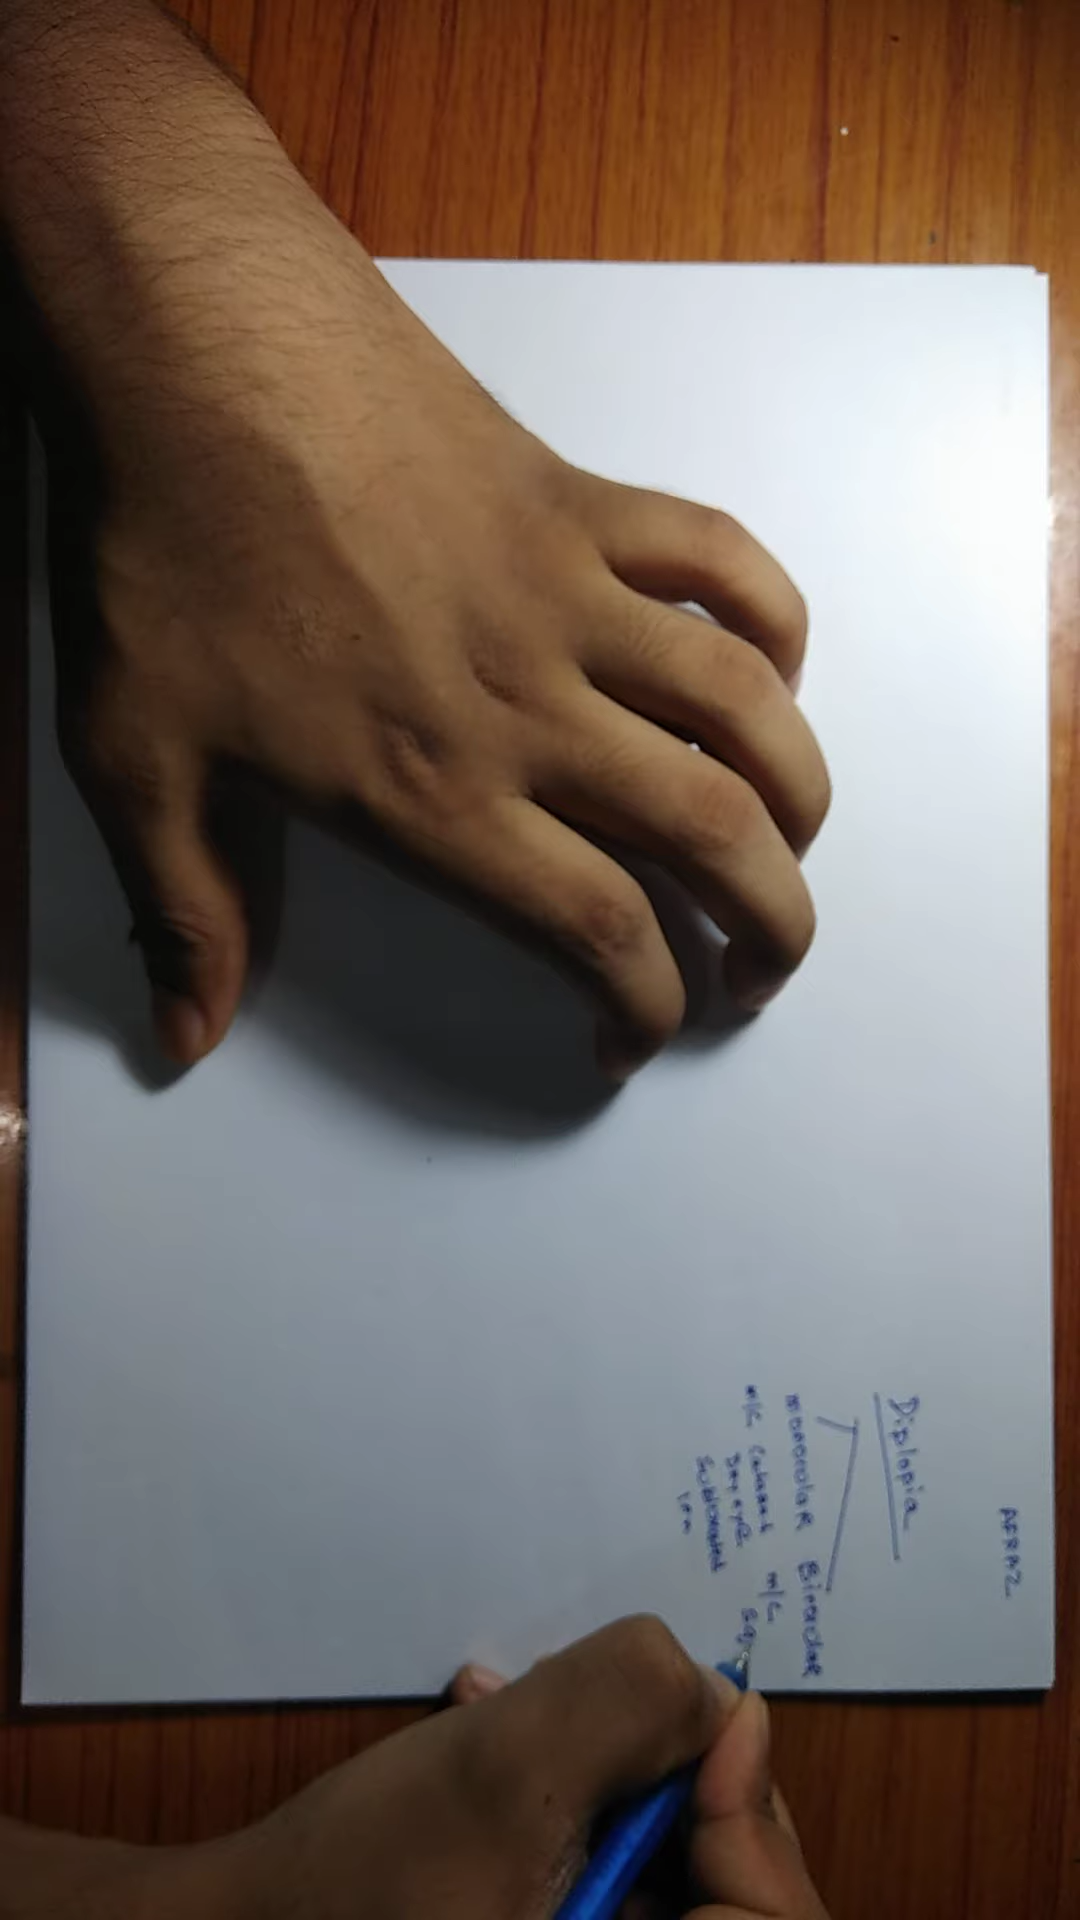 AFRAZ
Diplopia
monocular Binocular
m/c Cataract m/c
Dry eye
Subluxated